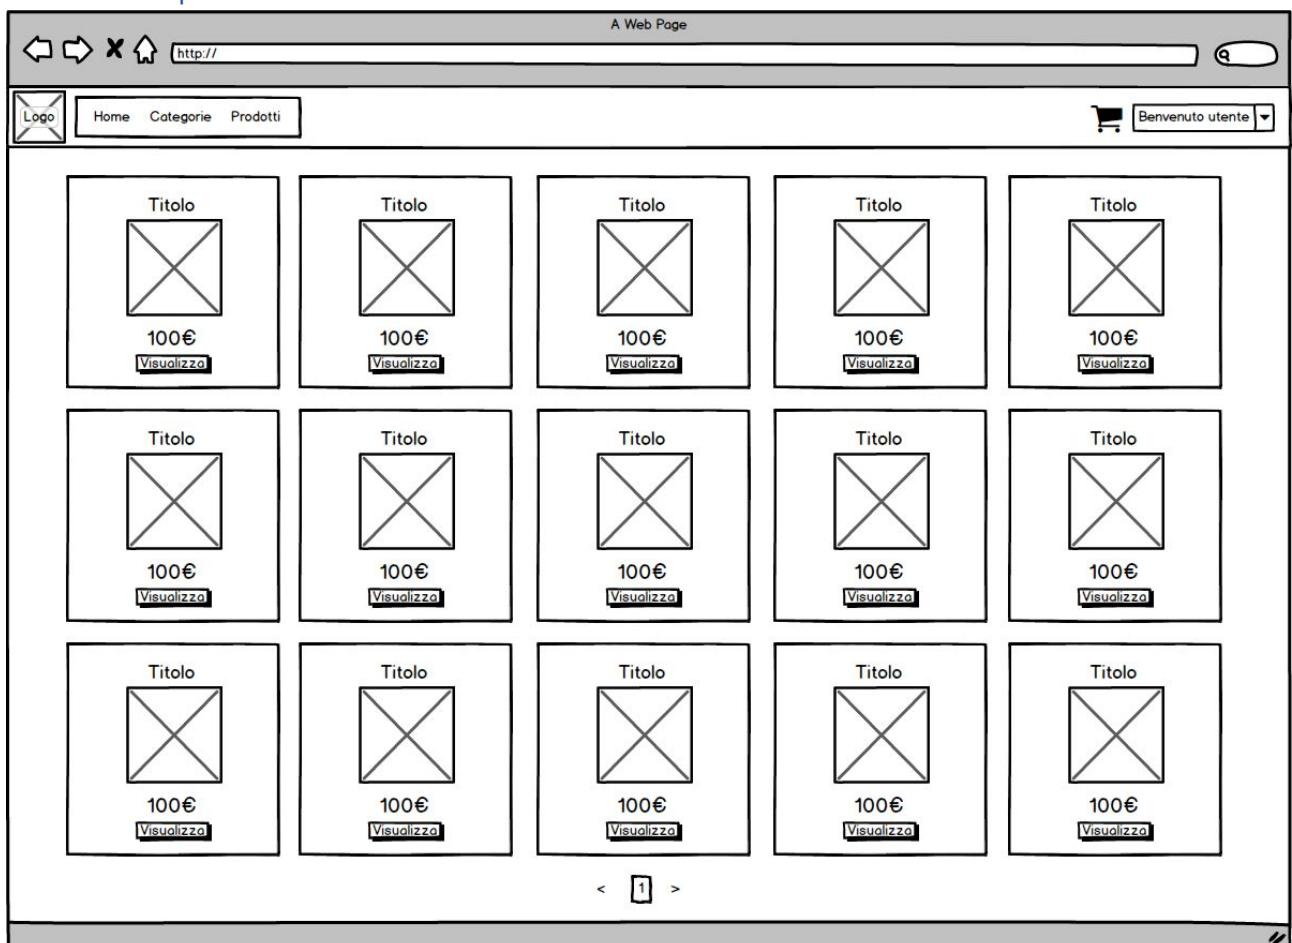 A Web Page
http://
Logo Home Categorie Prodotti Benvenuto utente
Titolo Titolo Titolo Titolo Titolo
100€ 100€ 100€ 100€ 100€
Visualizza Visualizza Visualizza Visualizza Visualizza
Titolo Titolo Titolo Titolo Titolo
100€ 100€ 100€ 100€ 100€
Visualizza Visualizza Visualizza Visualizza Visualizza
Titolo Titolo Titolo Titolo Titolo
100€ 100€ 100€ 100€ 100€
Visualizza Visualizza Visualizza Visualizza Visualizza
< 1 >